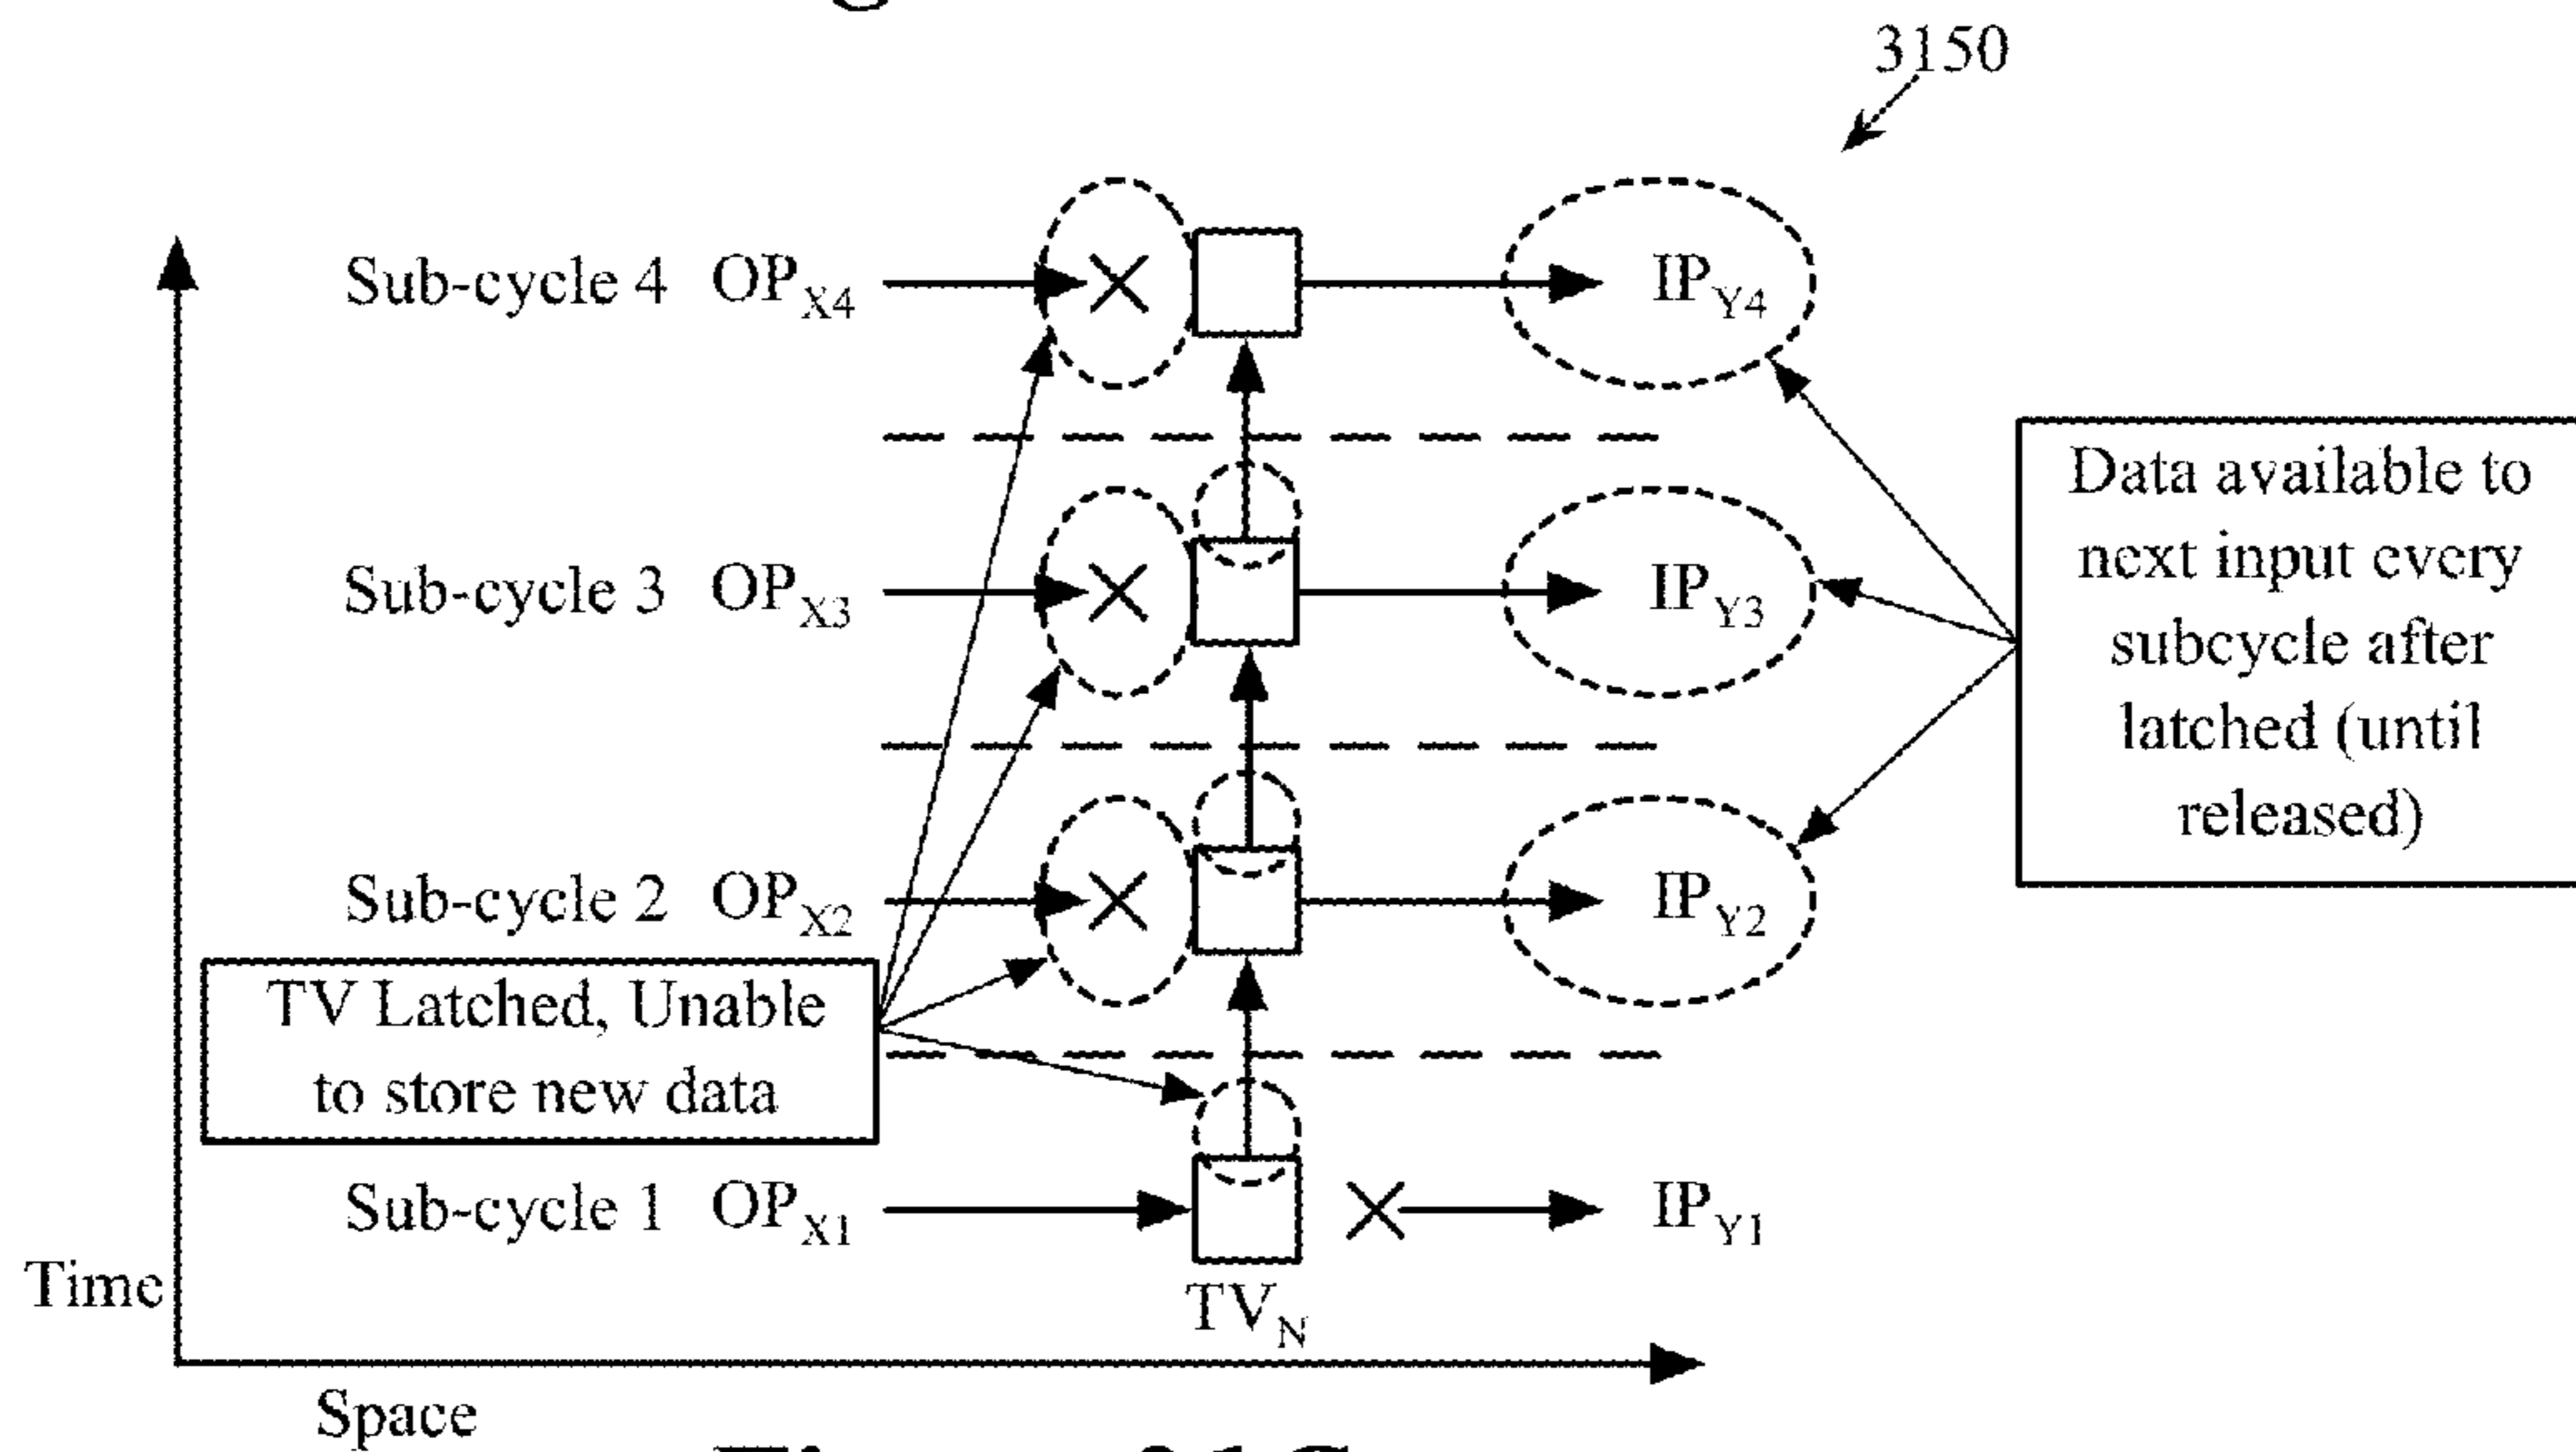 3150
Sub-cycle 4 OPX4 IPY4
Sub-cycle 3 OPX3 IPY3
Data available to
next input every
subcycle after
latched (until
released)
Sub-cycle 2 OPX2 IPY2
TV Latched, Unable
to store new data
Sub-cycle 1 OPX1 IPY1
Time
TVN
Space